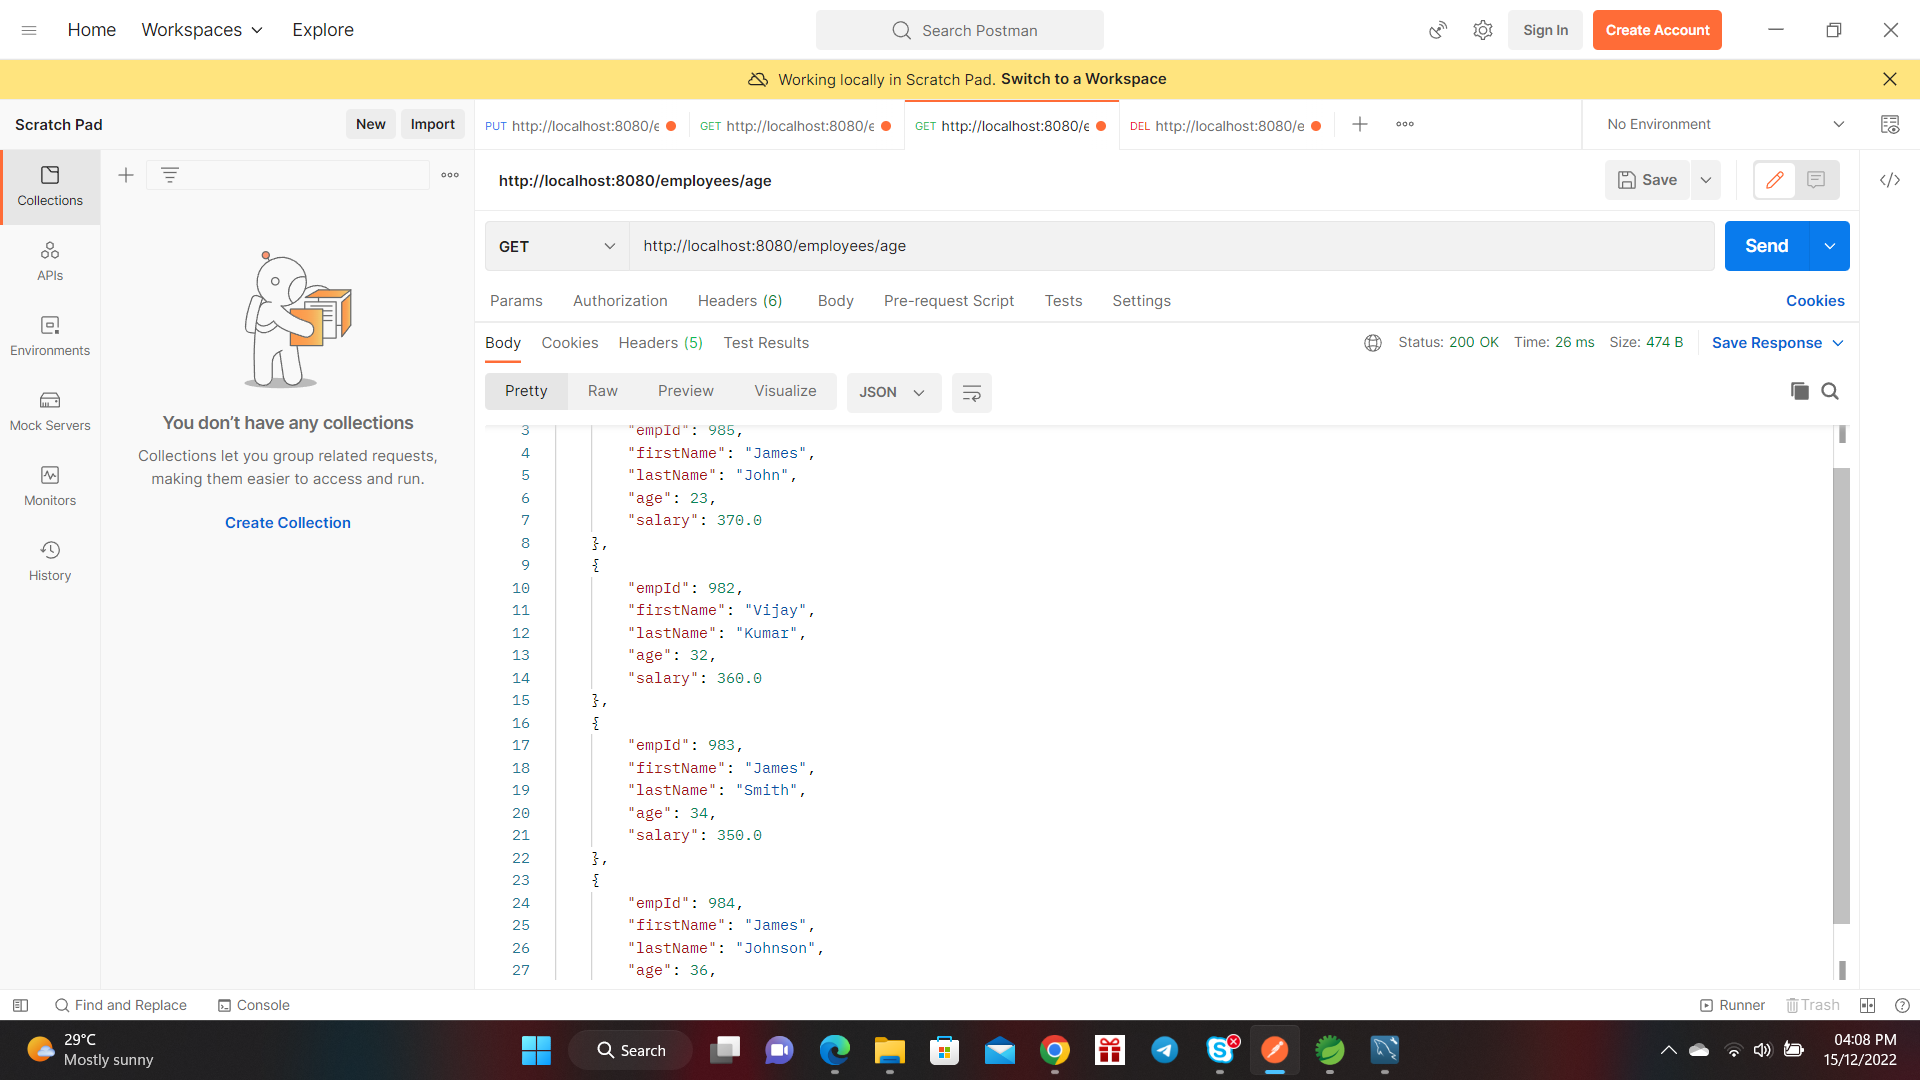 Home
Workspaces
Explore
Search Postman
Sign In
Create Account
Working locally in Scratch Pad. Switch to a Workspace
Scratch Pad
New
Import
PUT http://localhost:8080/e
GET http://localhost:8080/e
GET http://localhost:8080/e
DEL http://localhost:8080/e
No Environment
Collections
APIs
Environments
Mock Servers
Monitors
History
You don't have any collections
Collections let you group related requests,
making them easier to access and run.
Create Collection
http://localhost:8080/employees/age
Save
GET
http://localhost:8080/employees/age
Send
Params
Authorization
Headers (6)
Body
Pre-request Script
Tests
Settings
Cookies
Body
Cookies
Headers (5)
Test Results
Status: 200 OK
Time: 26 ms
Size: 474 B
Save Response
Pretty
Raw
Preview
Visualize
JSON
3 "empId": 985,
4 "firstName": "James",
5 "lastName": "John",
6 "age": 23,
7 "salary": 370.0
8 },
9 {
10 "empId": 982,
11 "firstName": "Vijay",
12 "lastName": "Kumar",
13 "age": 32,
14 "salary": 360.0
15 },
16 {
17 "empId": 983,
18 "firstName": "James",
19 "lastName": "Smith",
20 "age": 34,
21 "salary": 350.0
22 },
23 {
24 "empId": 984,
25 "firstName": "James",
26 "lastName": "Johnson",
27 "age": 36,
Find and Replace
Console
Runner
Trash
29°C
Mostly sunny
Search
04:08 PM
15/12/2022